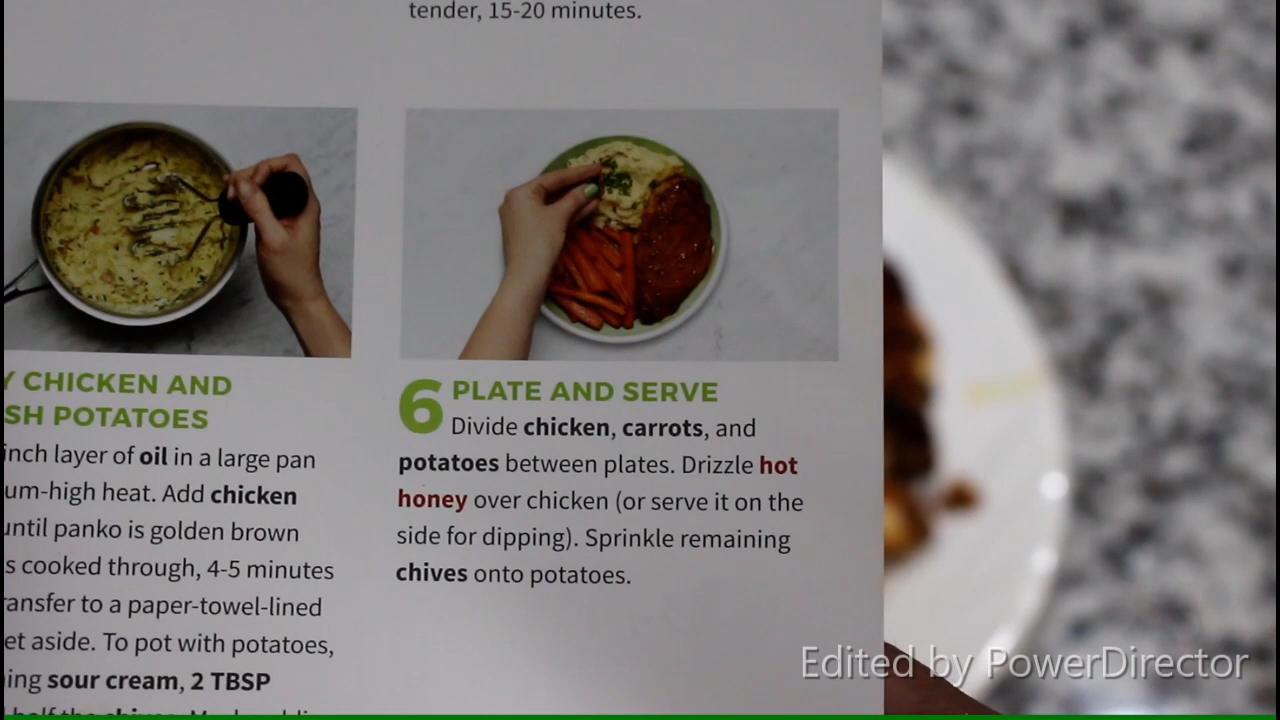 tender, 15-20 minutes.
Y CHICKEN AND
SH POTATOES
inch layer of oil in a large pan
um-high heat. Add chicken
until panko is golden brown
s cooked through, 4-5 minutes
ransfer to a paper-towel-lined
et aside. To pot with potatoes,
ing sour cream, 2 TBSP
half the chives.
6 PLATE AND SERVE
Divide chicken, carrots, and
potatoes between plates. Drizzle hot
honey over chicken (or serve it on the
side for dipping). Sprinkle remaining
chives onto potatoes.
Edited by PowerDirector